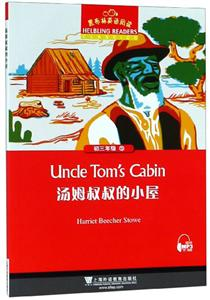 黑布林英语阅读
HELBLING READERS
初三年级
Uncle Tom's Cabin
汤姆叔叔的小屋
Harriet Beecher Stowe
MP3
上海外语教育出版社